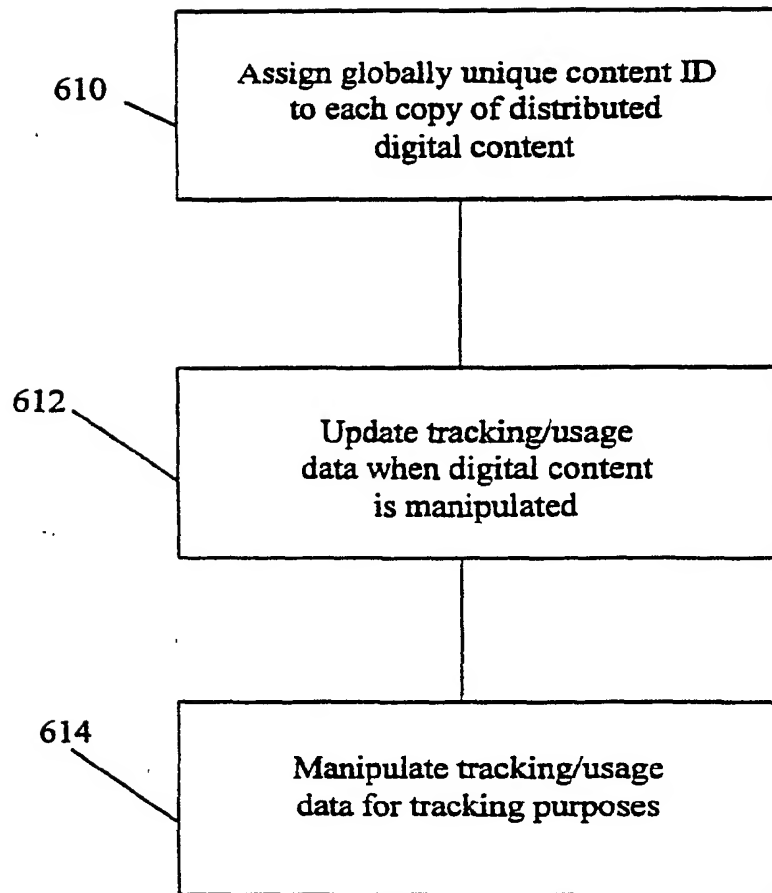 610
Assign globally unique content ID
to each copy of distributed
digital content
612
Update tracking/usage
data when digital content
is manipulated
614
Manipulate tracking/usage
data for tracking purposes